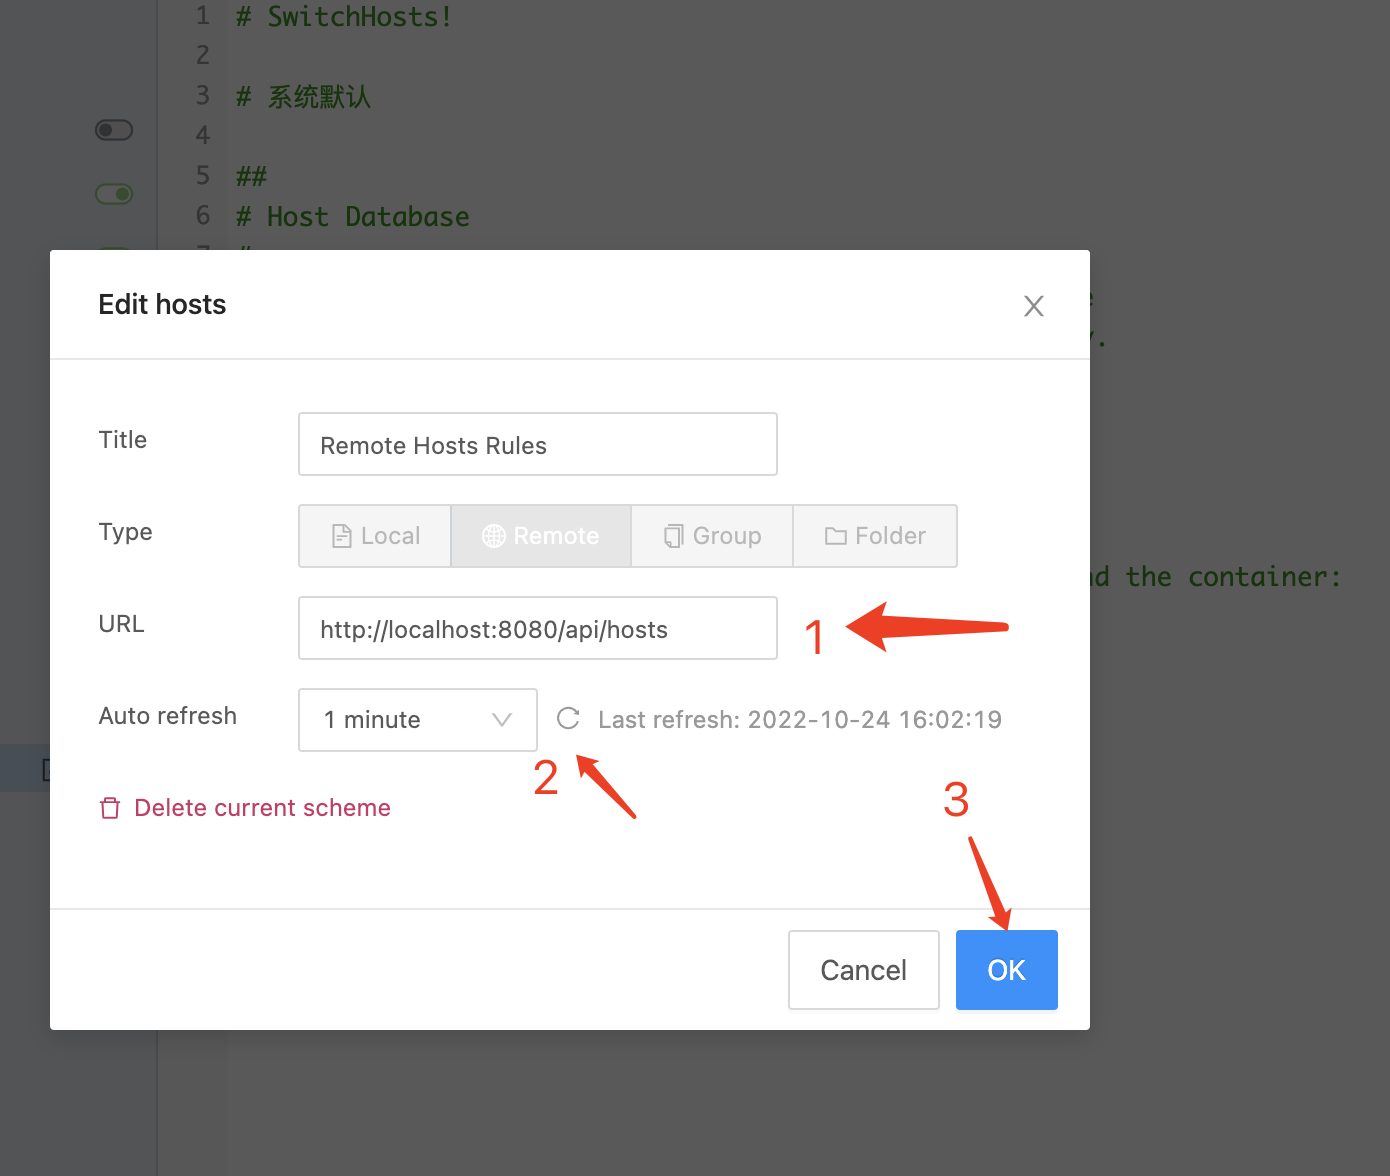 1 # SwitchHosts!
2
3 # 系统默认
4
5 ##
6 # Host Database
Edit hosts
Title
Remote Hosts Rules
Type
Local
Remote
Group
Folder
URL
http://localhost:8080/api/hosts
1
nd the container:
Auto refresh
1 minute
Last refresh: 2022-10-24 16:02:19
2
Delete current scheme
3
Cancel
OK